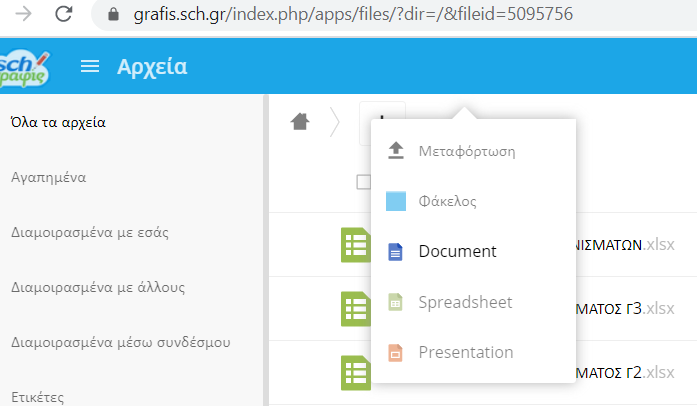 grafis.sch.gr/index.php/apps/files/?dir=/&fileid=5095756
sch
γραφις
Αρχεία
Όλα τα αρχεία
Αγαπημένα
Διαμοιρασμένα με εσάς
Διαμοιρασμένα με άλλους
Διαμοιρασμένα μέσω συνδέσμου
Ετικέτες
Μεταφόρτωση
Φάκελος
Document
Spreadsheet
Presentation
ΝΙΣΜΑΤΩΝ.xlsx
ΜΑΤΟΣ Γ3.xlsx
ΜΑΤΟΣ Γ2.xlsx